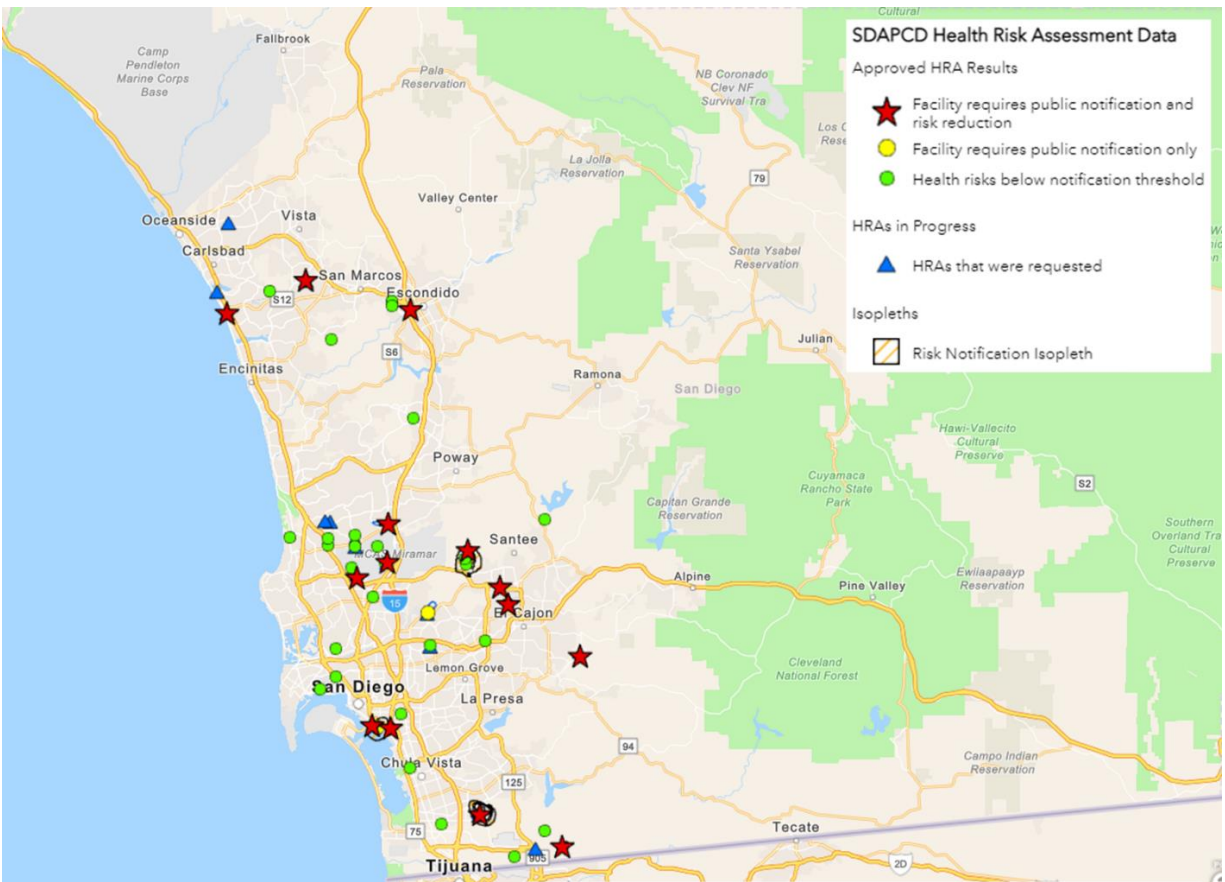 Cultural
SDAPCD Health Risk Assessment Data
Approved HRA Results
Facility requires public notification and
risk reduction
Facility requires public notification only
Health risks below notification threshold
HRAs in Progress
HRAs that were requested
Isopleths
Risk Notification Isopleth
Fallbrook
Camp
Pendleton
Marine Corps
Base
Pala
Reservation
NB Coronado
Clev NF
Survival Tra
Los C
Rese
La Jolla
Reservation
79
Valley Center
Oceanside
Vista
Carlsbad
Santa Ysabel
Reservation
San Marcos
S12
Escondido
S6
Julian
Encinitas
Ramona
San Diego
Hawi-Vallecito
Cultural
Preserve
Poway
Cuyamaca
Rancho State
Park
S2
Capitan Grande
Reservation
Southern
Overland Tra
Cultural
Preserve
Santee
MCAS Miramar
Alpine
Pine Valley
Ewiiaapaayp
Reservation
15
El Cajon
Lemon Grove
Cleveland
National Forest
San Diego
La Presa
94
Campo Indian
Reservation
Chula Vista
125
75
Tecate
905
Tijuana
2D